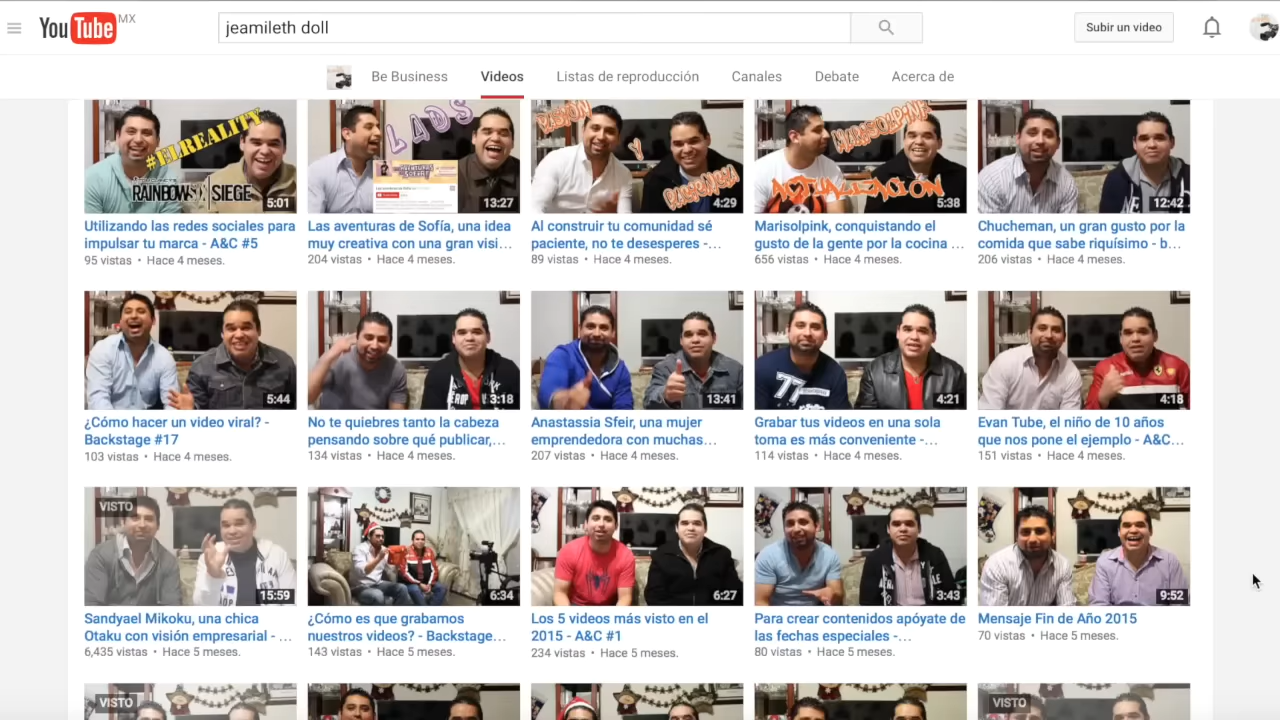 YouTube MX
jeamileth doll
Subir un video
Be Business
Videos
Listas de reproducción
Canales
Debate
Acerca de
#ELREALITY
RAINBOW SIEGE
5:01
LADS
13:27
PASIÓN
Y
4:29
MARISOLPINK
ACTUALIZACIÓN
5:38
12:42
Utilizando las redes sociales para
impulsar tu marca - A&C #5
95 vistas • Hace 4 meses.
Las aventuras de Sofía, una idea
muy creativa con una gran visi...
204 vistas • Hace 4 meses.
Al construir tu comunidad sé
paciente, no te desesperes -...
89 vistas • Hace 4 meses.
Marisolpink, conquistando el
gusto de la gente por la cocina ...
656 vistas • Hace 4 meses.
Chucheman, un gran gusto por la
comida que sabe riquísimo - b...
206 vistas • Hace 4 meses.
5:44
3:18
13:41
77
4:21
4:18
¿Cómo hacer un video viral? -
Backstage #17
103 vistas • Hace 4 meses.
No te quiebres tanto la cabeza
pensando sobre qué publicar,...
134 vistas • Hace 4 meses.
Anastassia Sfeir, una mujer
emprendedora con muchas...
207 vistas • Hace 4 meses.
Grabar tus videos en una sola
toma es más conveniente -...
114 vistas • Hace 4 meses.
Evan Tube, el niño de 10 años
que nos pone el ejemplo - A&C...
151 vistas • Hace 4 meses.
VISTO
15:59
6:34
6:27
3:43
9:52
Sandyael Mikoku, una chica
Otaku con visión empresarial - ...
6,435 vistas • Hace 5 meses.
¿Cómo es que grabamos
nuestros videos? - Backstage...
143 vistas • Hace 5 meses.
Los 5 videos más visto en el
2015 - A&C #1
234 vistas • Hace 5 meses.
Para crear contenidos apóyate de
las fechas especiales -...
80 vistas • Hace 5 meses.
Mensaje Fin de Año 2015
70 vistas • Hace 5 meses.
VISTO
VISTO